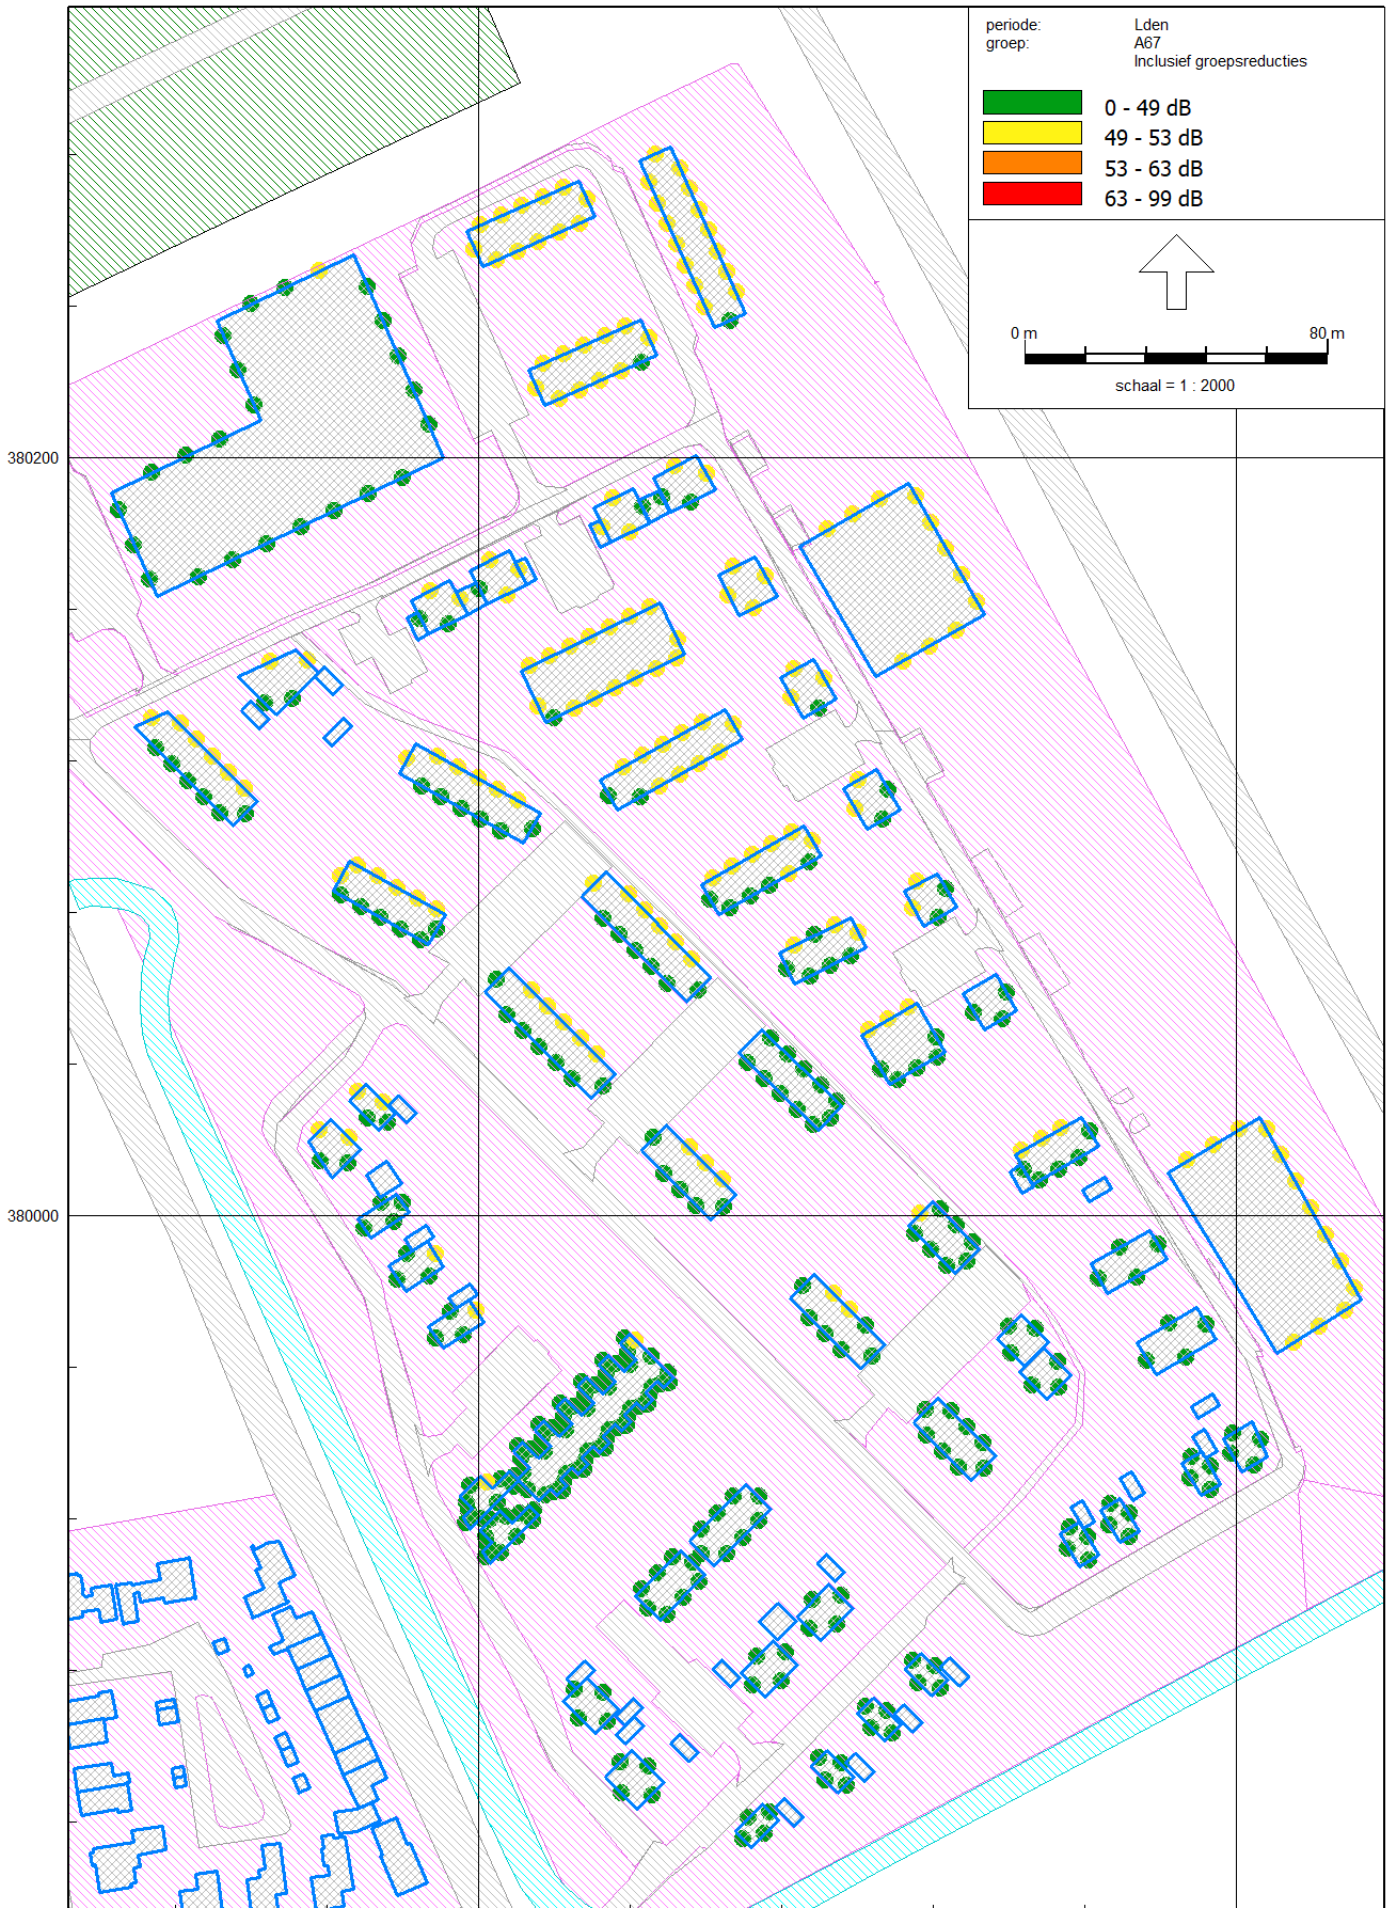 periode: Lden
groep: A67
Inclusief groepsreducties
0 - 49 dB
49 - 53 dB
53 - 63 dB
63 - 99 dB
0 m 80 m
schaal = 1 : 2000
380200
380000